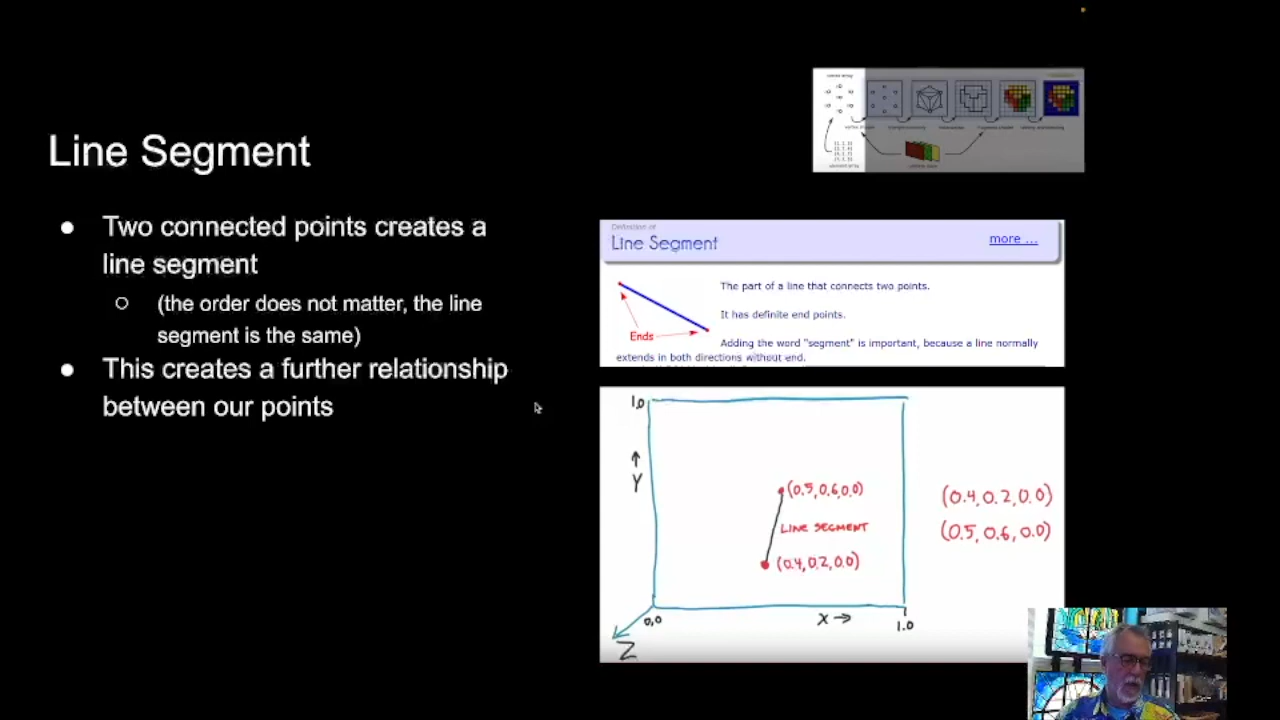 Line Segment
Two connected points creates a
line segment
(the order does not matter, the line
segment is the same)
This creates a further relationship
between our points
Definition of
Line Segment
more ...
The part of a line that connects two points.
It has definite end points.
Ends
Adding the word "segment" is important, because a line normally
extends in both directions without end.
1.0
Y
(0.5, 0.6, 0.0)
LINE SEGMENT
(0.4, 0.2, 0.0)
(0.4, 0.2, 0.0)
(0.5, 0.6, 0.0)
0,0
X
1.0
Z